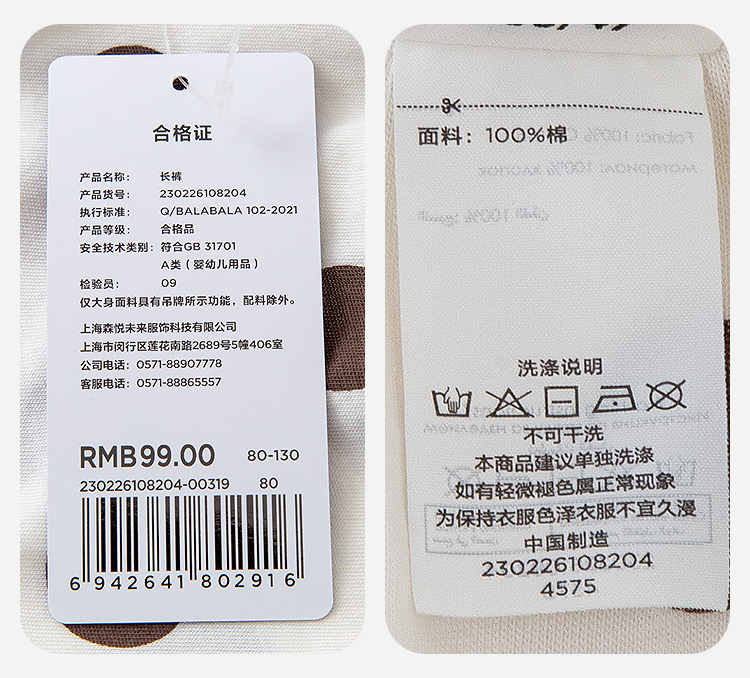 合格证
产品名称： 长裤
产品货号： 230226108204
执行标准： Q/BALABALA 102-2021
产品等级： 合格品
安全技术类别：符合GB 31701
A类（婴幼儿用品）
检验员： 09
仅大身面料具有吊牌所示功能，配料除外。
上海森悦未来服饰科技有限公司
上海市闵行区莲花南路2689号5幢406室
公司电话：0571-88907778
客服电话：0571-88865557
RMB99.00 80-130
230226108204-00319 80
6 942641 802916
面料：100%棉
洗涤说明
不可干洗
本商品建议单独洗涤
如有轻微褪色属正常现象
为保持衣服色泽衣服不宜久浸
中国制造
230226108204
4575